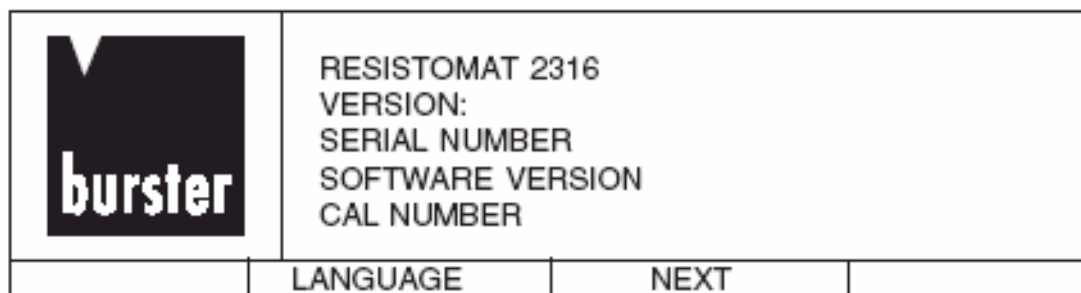 burster
RESISTOMAT 2316
VERSION:
SERIAL NUMBER
SOFTWARE VERSION
CAL NUMBER
LANGUAGE NEXT